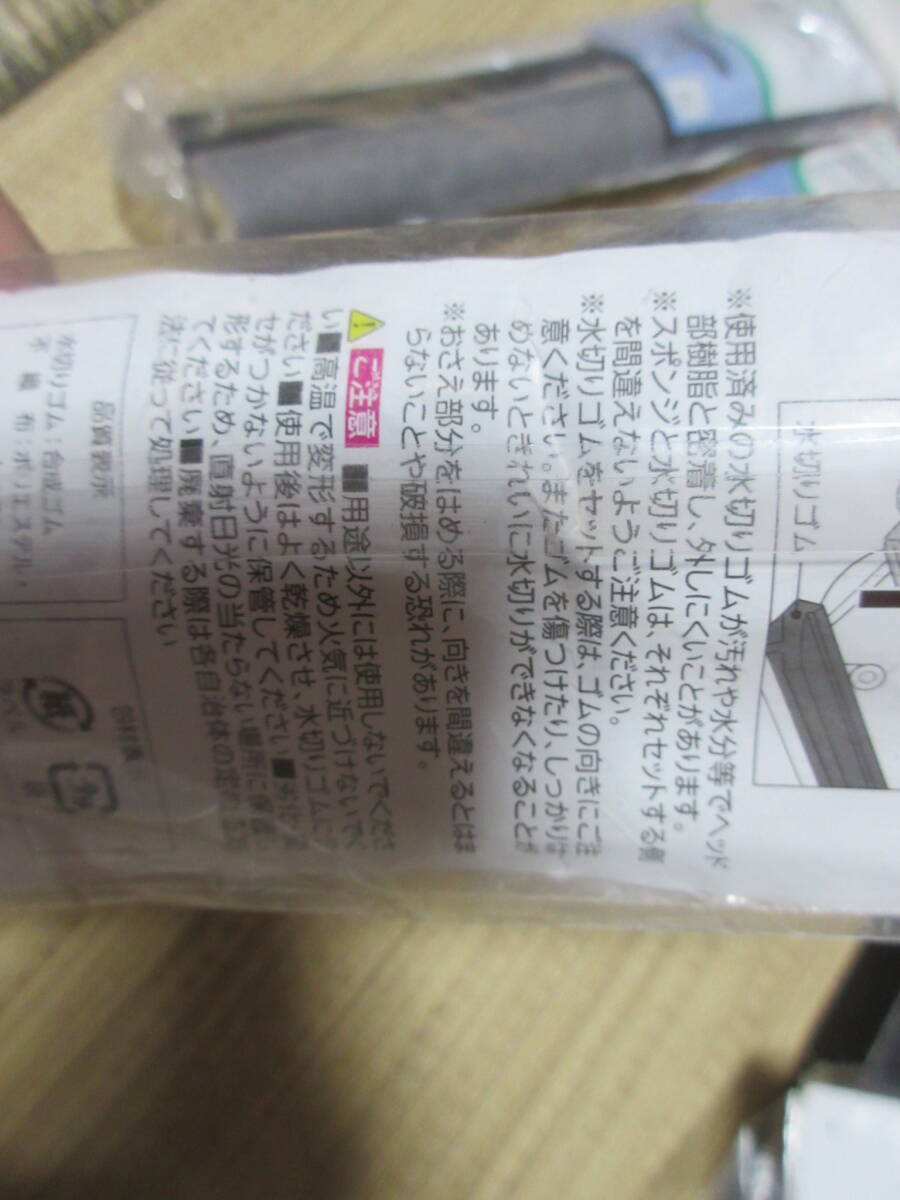 水切りゴム
※使用済みの水切りゴムが汚れや水分等でヘッド
部樹脂と密着し、外しにくいことがあります。
※スポンジと水切りゴムは、それぞれセットする
を間違えないようご注意ください。
※水切りゴムをセットする際は、ゴムの向きにご注
意ください。またゴムを傷つけたり、しっかりは
めないときれいに水切りができなくなることが
あります。
※おさえ部分をはめる際に、向きを間違えるとはま
らないことや破損する恐れがあります。
ご注意 ■用途以外には使用しないでくださ
い■高温で変形するため火気に近づけないでく
ださい■使用後はよく乾燥させ、水切りゴムに
セがつかないように保管してください■
形するため、直射日光の当たらない場所に保管し
てください■廃棄する際は各自治体の定める方
法に従って処理してください
品質表示
水切りゴム：合成ゴム
不織布：ポリエステル・
紙
プラ